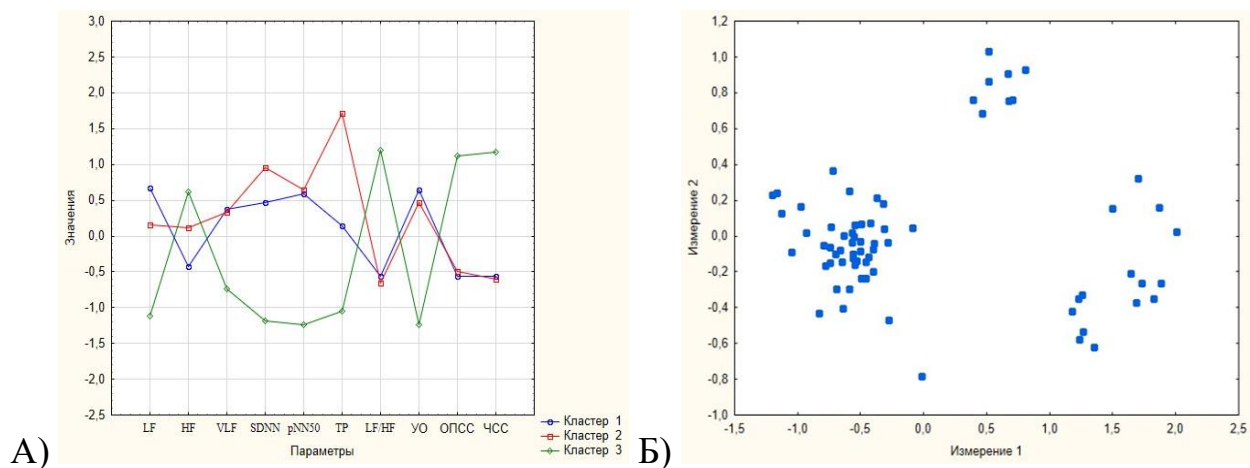 А)
3,0
2,5
2,0
1,5
1,0
0,5
0,0
-0,5
-1,0
-1,5
-2,0
-2,5
Значения
LF HF VLF SDNN pNN50 TP LF/HF УО ОПСС ЧСС
Параметры
Кластер 1
Кластер 2
Кластер 3
Б)
1,2
1,0
0,8
0,6
0,4
0,2
0,0
-0,2
-0,4
-0,6
-0,8
-1,0
Измерение 2
-1,5 -1,0 -0,5 0,0 0,5 1,0 1,5 2,0 2,5
Измерение 1